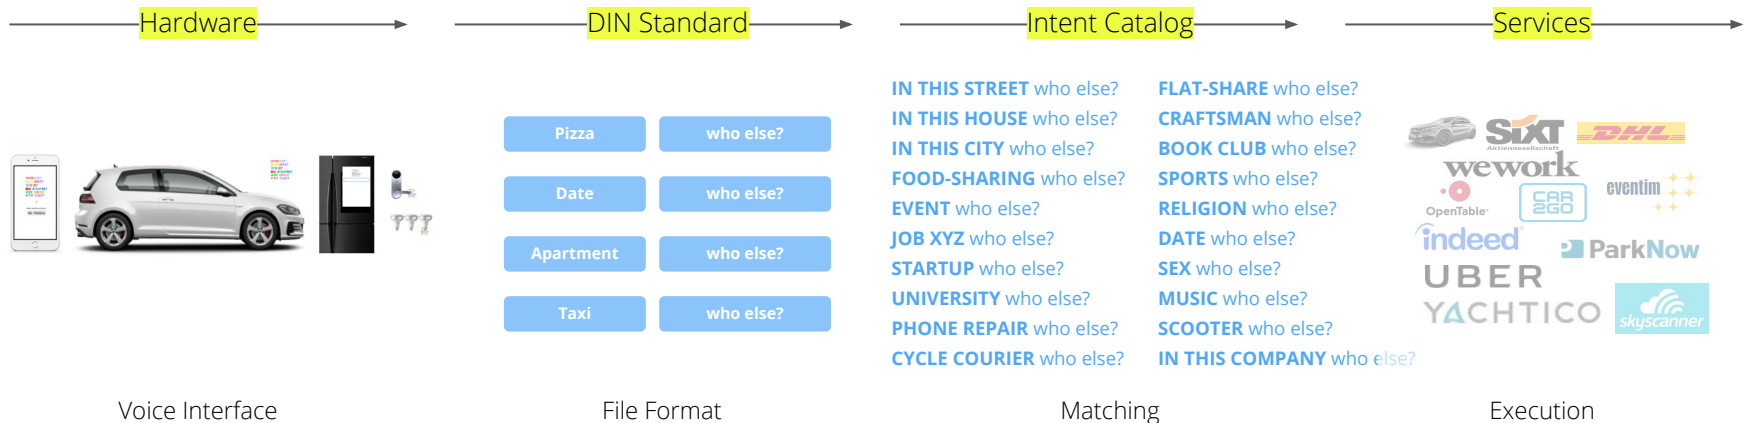 Hardware
DIN Standard
Intent Catalog
Services
Pizza who else?
Date who else?
Apartment who else?
Taxi who else?
IN THIS STREET who else?
IN THIS HOUSE who else?
IN THIS CITY who else?
FOOD-SHARING who else?
EVENT who else?
JOB XYZ who else?
STARTUP who else?
UNIVERSITY who else?
PHONE REPAIR who else?
CYCLE COURIER who else?
FLAT-SHARE who else?
CRAFTSMAN who else?
BOOK CLUB who else?
SPORTS who else?
RELIGION who else?
DATE who else?
SEX who else?
MUSIC who else?
SCOOTER who else?
IN THIS COMPANY who else?
SIXT
Aktiengesellschaft
DHL
wework
OpenTable
CAR
2GO
eventim
indeed
ParkNow
UBER
YACHTICO
skyscanner
Voice Interface
File Format
Matching
Execution